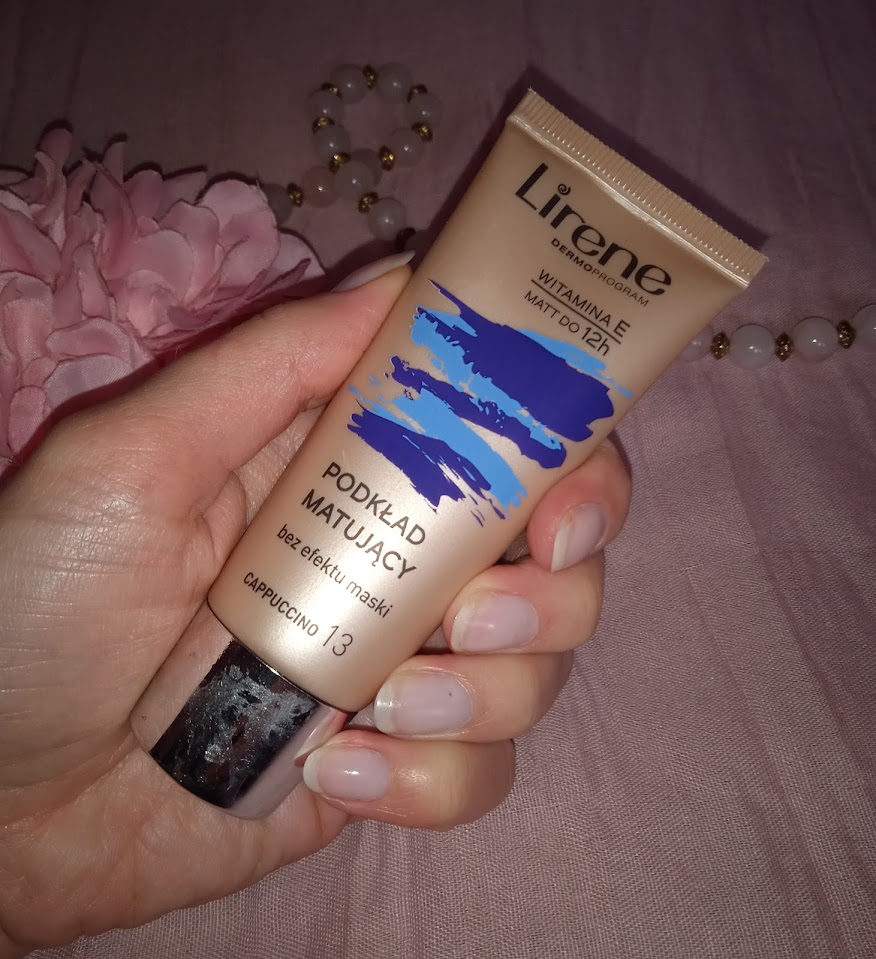 Lirene
DERMOPROGRAM
WITAMINA E
MATT DO 12h
PODKŁAD
MATUJĄCY
bez efektu maski
CAPPUCCINO 13